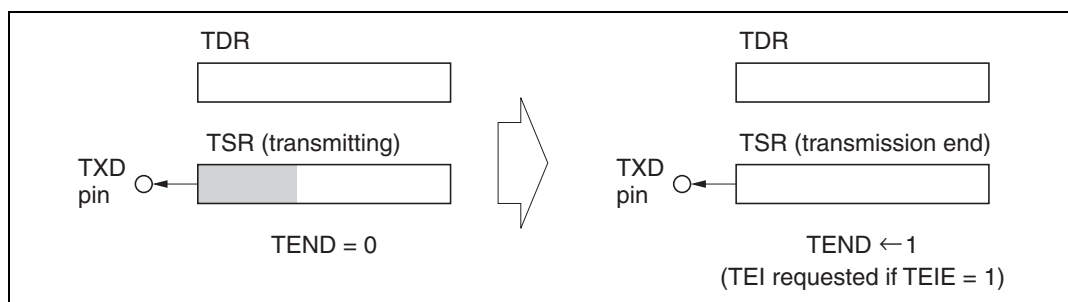 TDR
TSR (transmitting)
TXD
pin
TEND = 0
TDR
TSR (transmission end)
TXD
pin
TEND ← 1
(TEI requested if TEIE = 1)